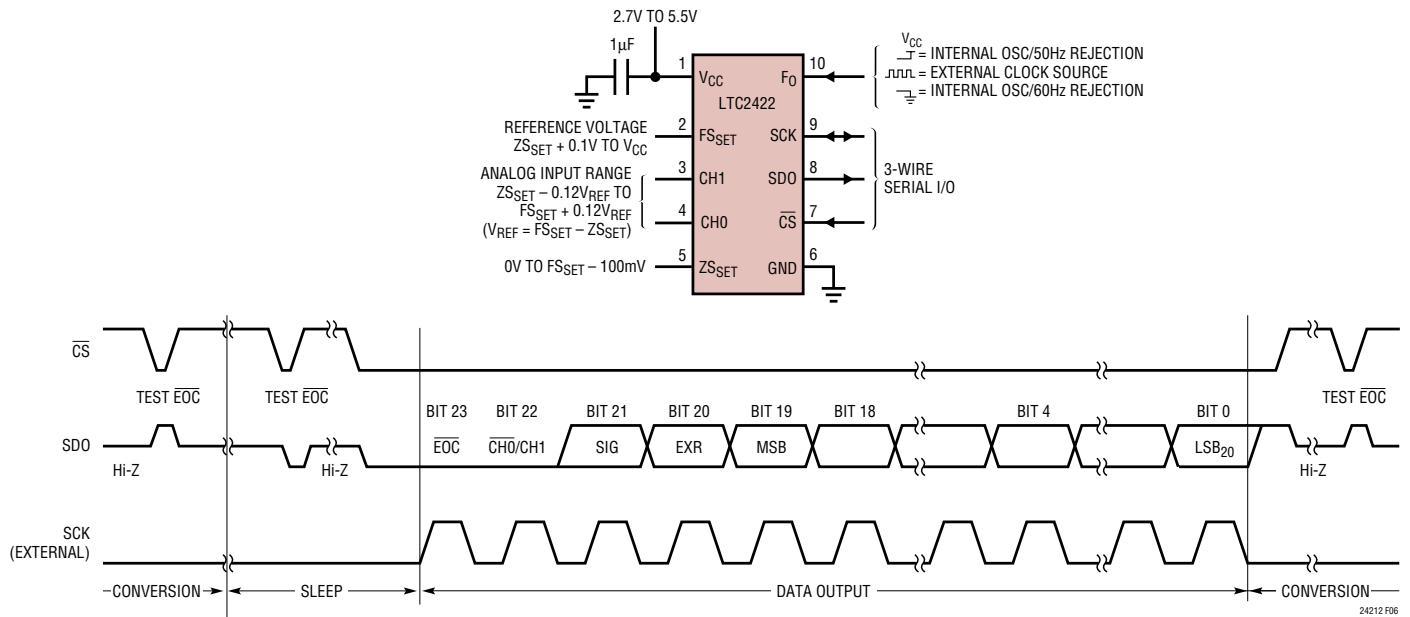 2.7V TO 5.5V
1µF
1
VCC
LTC2422
10
FO
VCC
= INTERNAL OSC/50Hz REJECTION
= EXTERNAL CLOCK SOURCE
= INTERNAL OSC/60Hz REJECTION
REFERENCE VOLTAGE
ZSSET + 0.1V TO VCC
2
FSSET
SCK
9
ANALOG INPUT RANGE
ZSSET – 0.12VREF TO
FSSET + 0.12VREF
(VREF = FSSET – ZSSET)
3
CH1
SDO
8
3-WIRE
SERIAL I/O
4
CH0
CS
7
0V TO FSSET – 100mV
5
ZSSET
GND
6
CS
TEST EOC
TEST EOC
TEST EOC
BIT 23
BIT 22
BIT 21
BIT 20
BIT 19
BIT 18
BIT 4
BIT 0
SDO
EOC
CH0/CH1
SIG
EXR
MSB
LSB20
Hi-Z
Hi-Z
Hi-Z
SCK
(EXTERNAL)
CONVERSION
SLEEP
DATA OUTPUT
CONVERSION
24212 F06